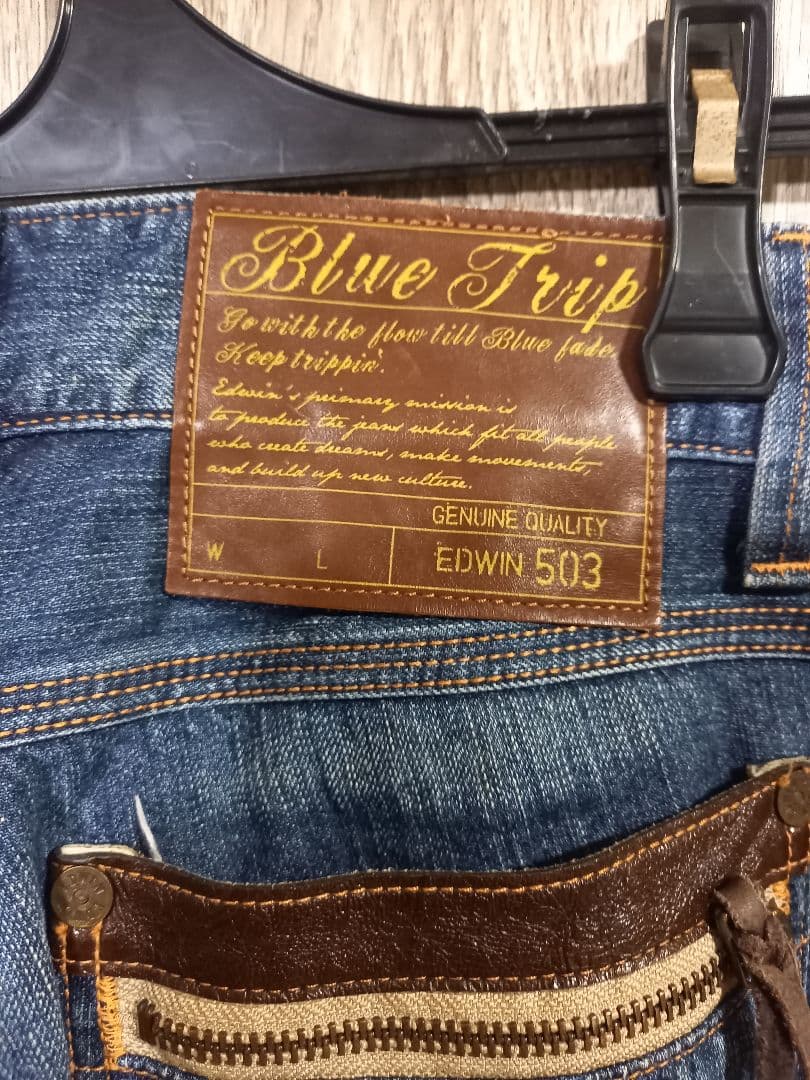 Blue Trip
Go with the flow till Blue fade.
Keep trippin'.
Edwin's primary mission is
to produce the jeans which fit all people
who create dreams, make movements,
and build up new culture.
GENUINE QUALITY
W L EDWIN 503